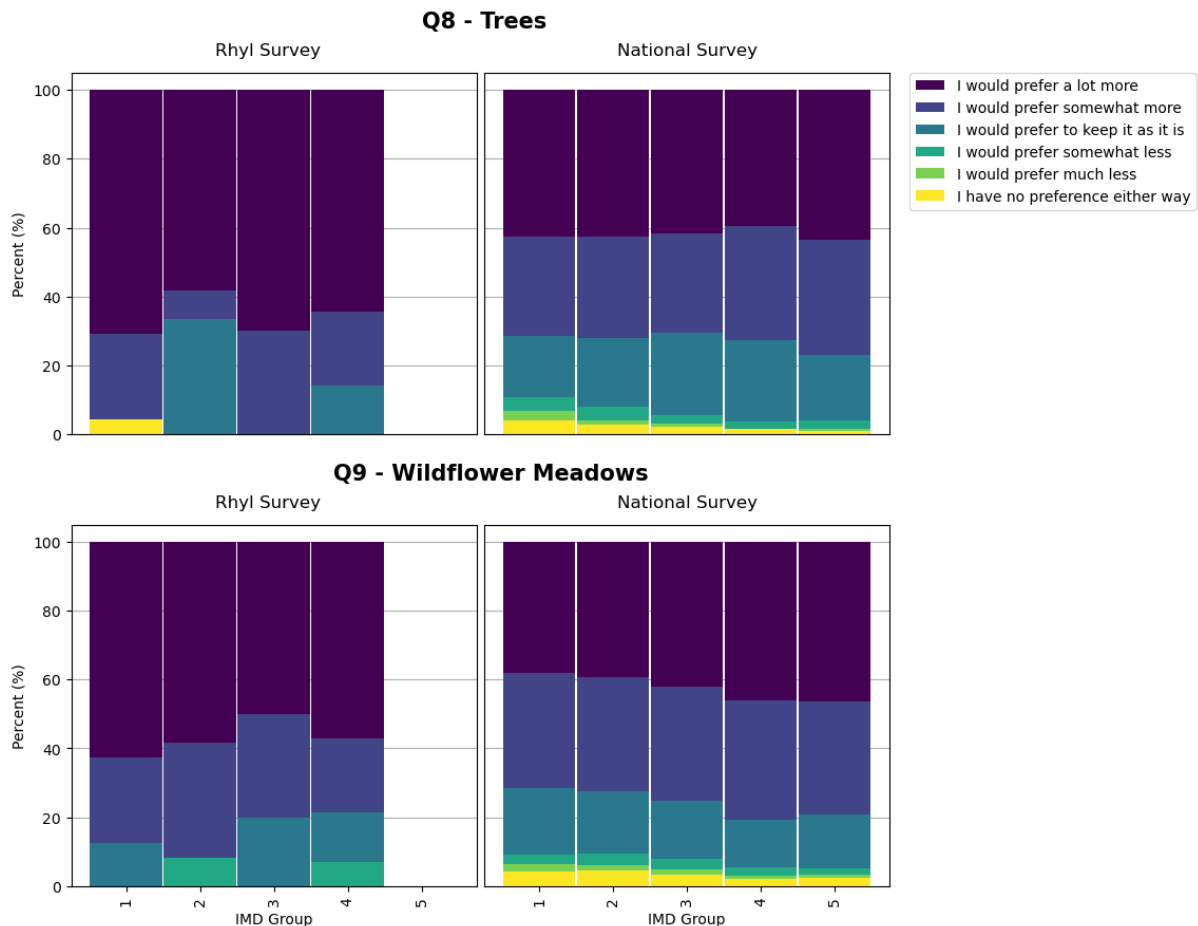 Q8 - Trees
Rhyl Survey
National Survey
Percent (%)
100
80
60
40
20
0
I would prefer a lot more
I would prefer somewhat more
I would prefer to keep it as it is
I would prefer somewhat less
I would prefer much less
I have no preference either way
Q9 - Wildflower Meadows
Rhyl Survey
National Survey
Percent (%)
100
80
60
40
20
0
1 2 3 4 5
1 2 3 4 5
IMD Group
IMD Group